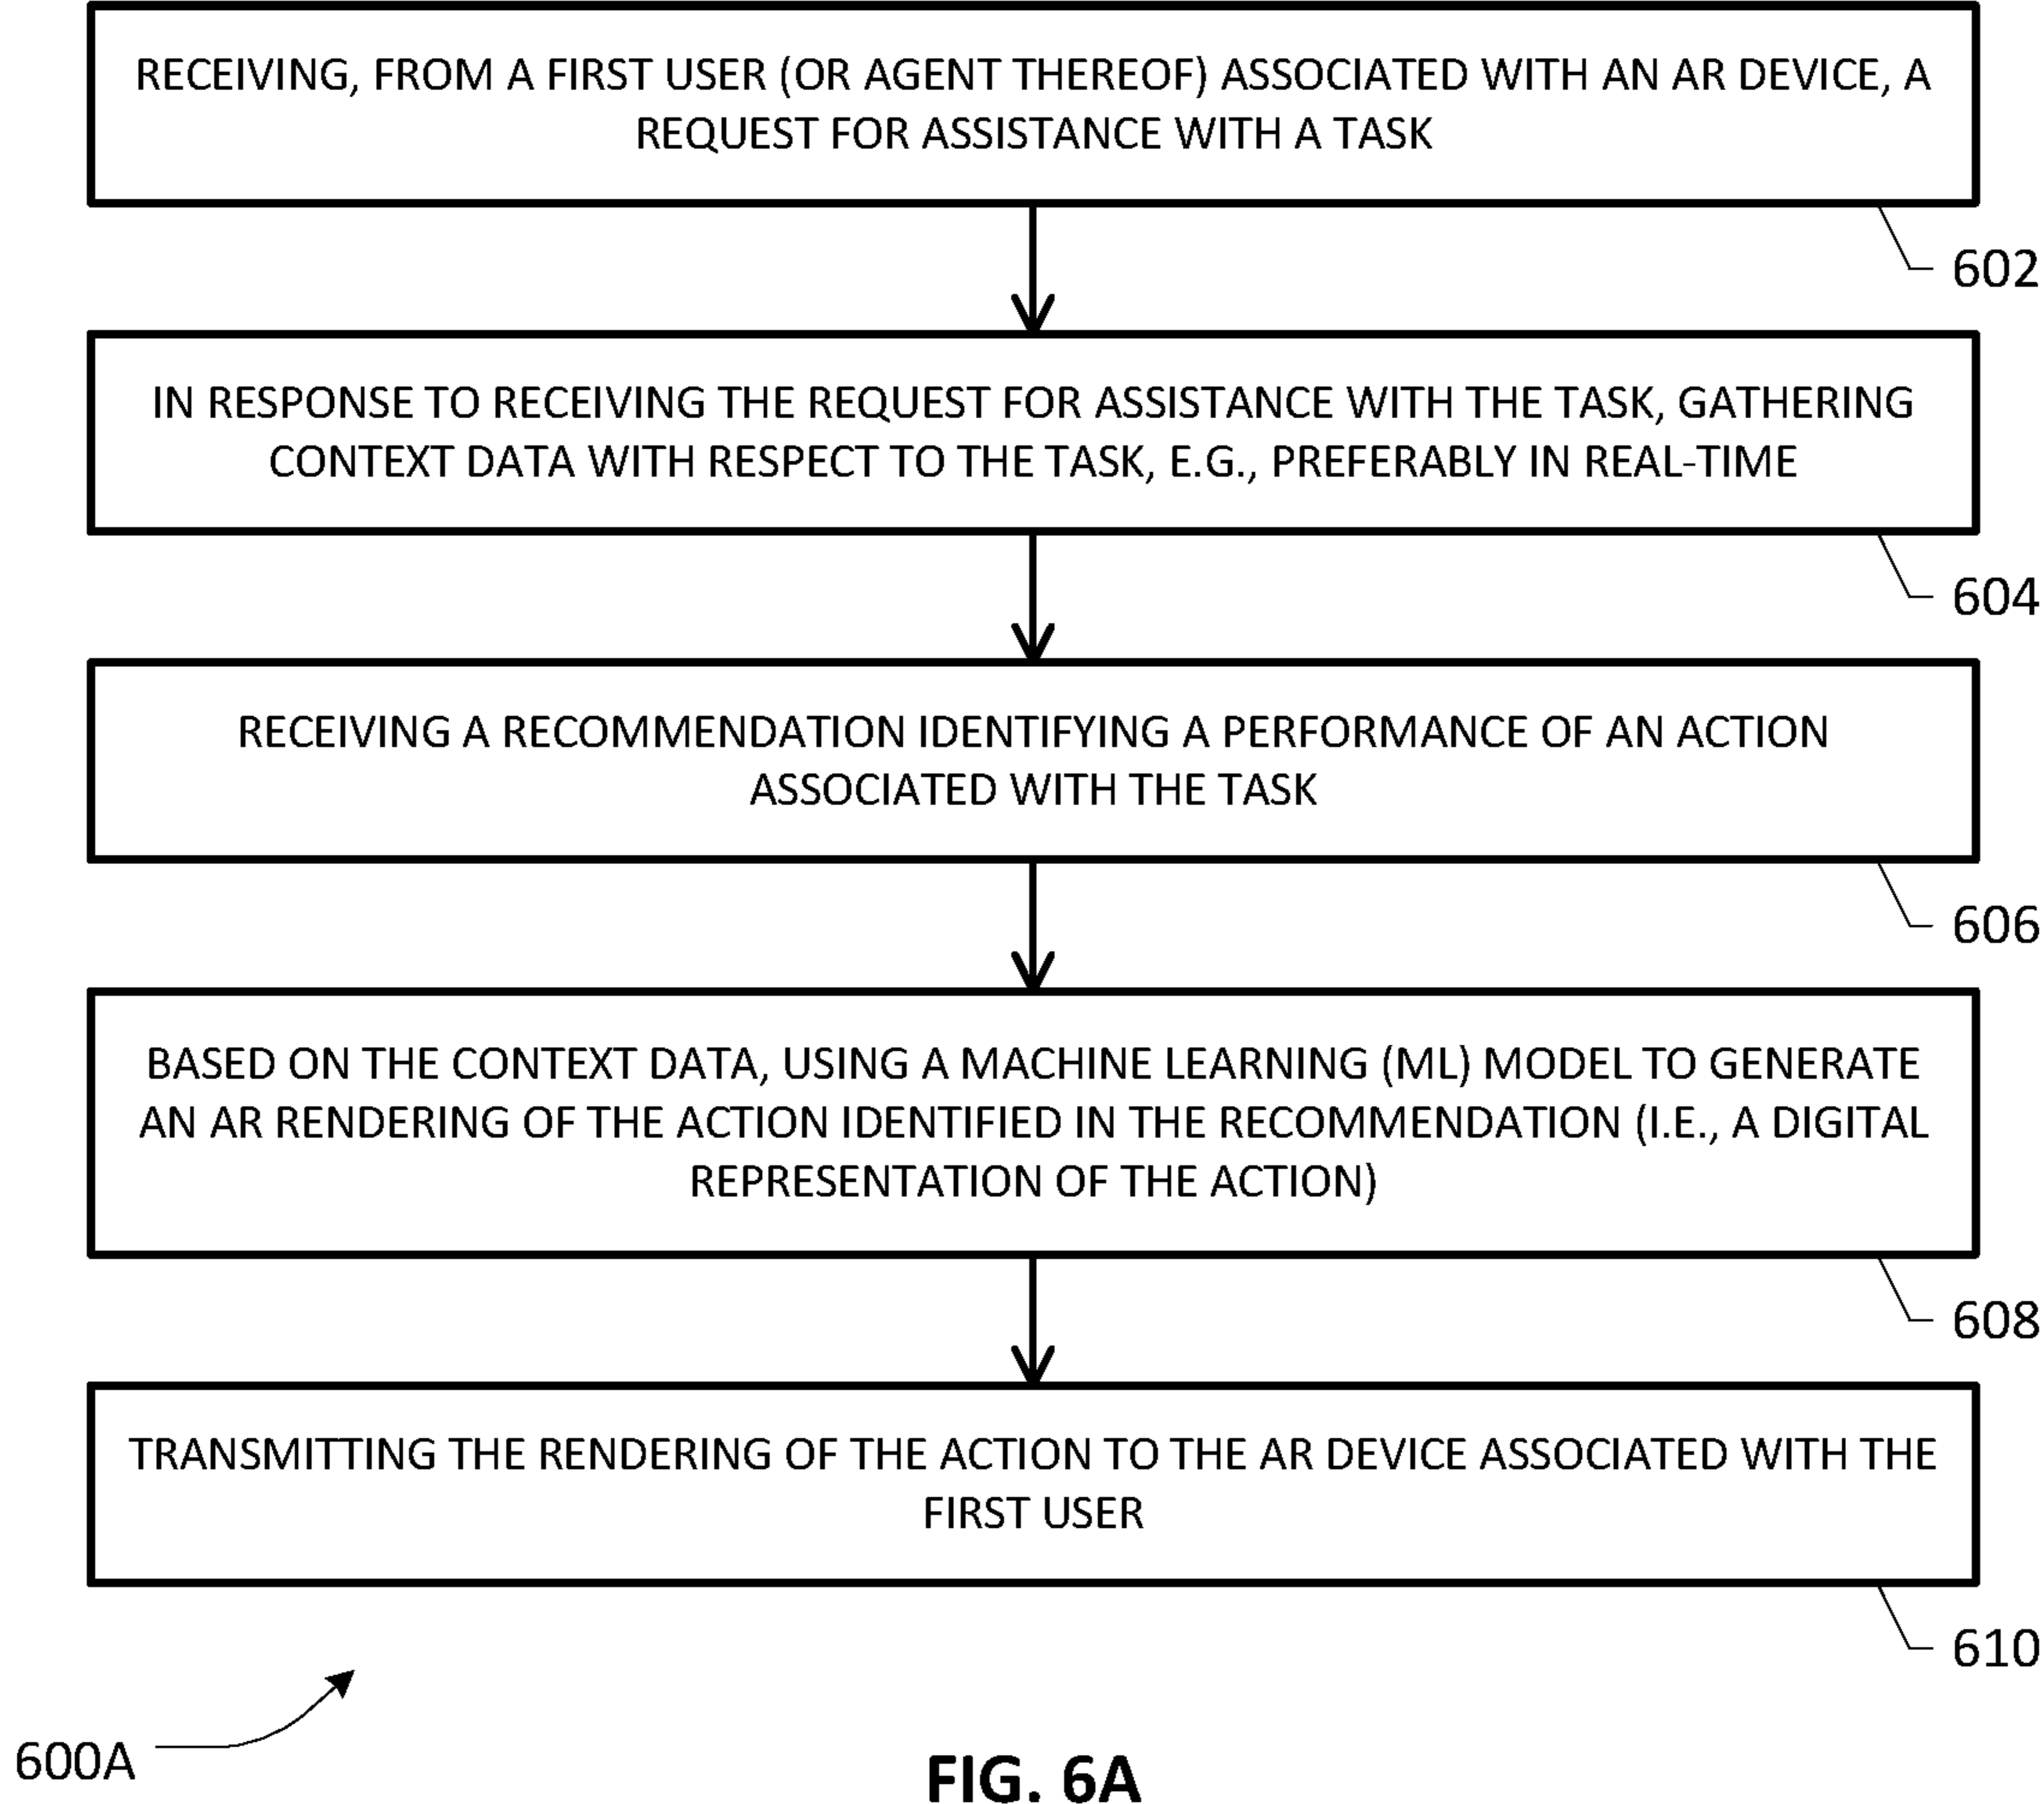 RECEIVING, FROM A FIRST USER (OR AGENT THEREOF) ASSOCIATED WITH AN AR DEVICE, A
REQUEST FOR ASSISTANCE WITH A TASK
602
IN RESPONSE TO RECEIVING THE REQUEST FOR ASSISTANCE WITH THE TASK, GATHERING
CONTEXT DATA WITH RESPECT TO THE TASK, E.G., PREFERABLY IN REAL-TIME
604
RECEIVING A RECOMMENDATION IDENTIFYING A PERFORMANCE OF AN ACTION
ASSOCIATED WITH THE TASK
606
BASED ON THE CONTEXT DATA, USING A MACHINE LEARNING (ML) MODEL TO GENERATE
AN AR RENDERING OF THE ACTION IDENTIFIED IN THE RECOMMENDATION (I.E., A DIGITAL
REPRESENTATION OF THE ACTION)
608
TRANSMITTING THE RENDERING OF THE ACTION TO THE AR DEVICE ASSOCIATED WITH THE
FIRST USER
610
600A
FIG. 6A